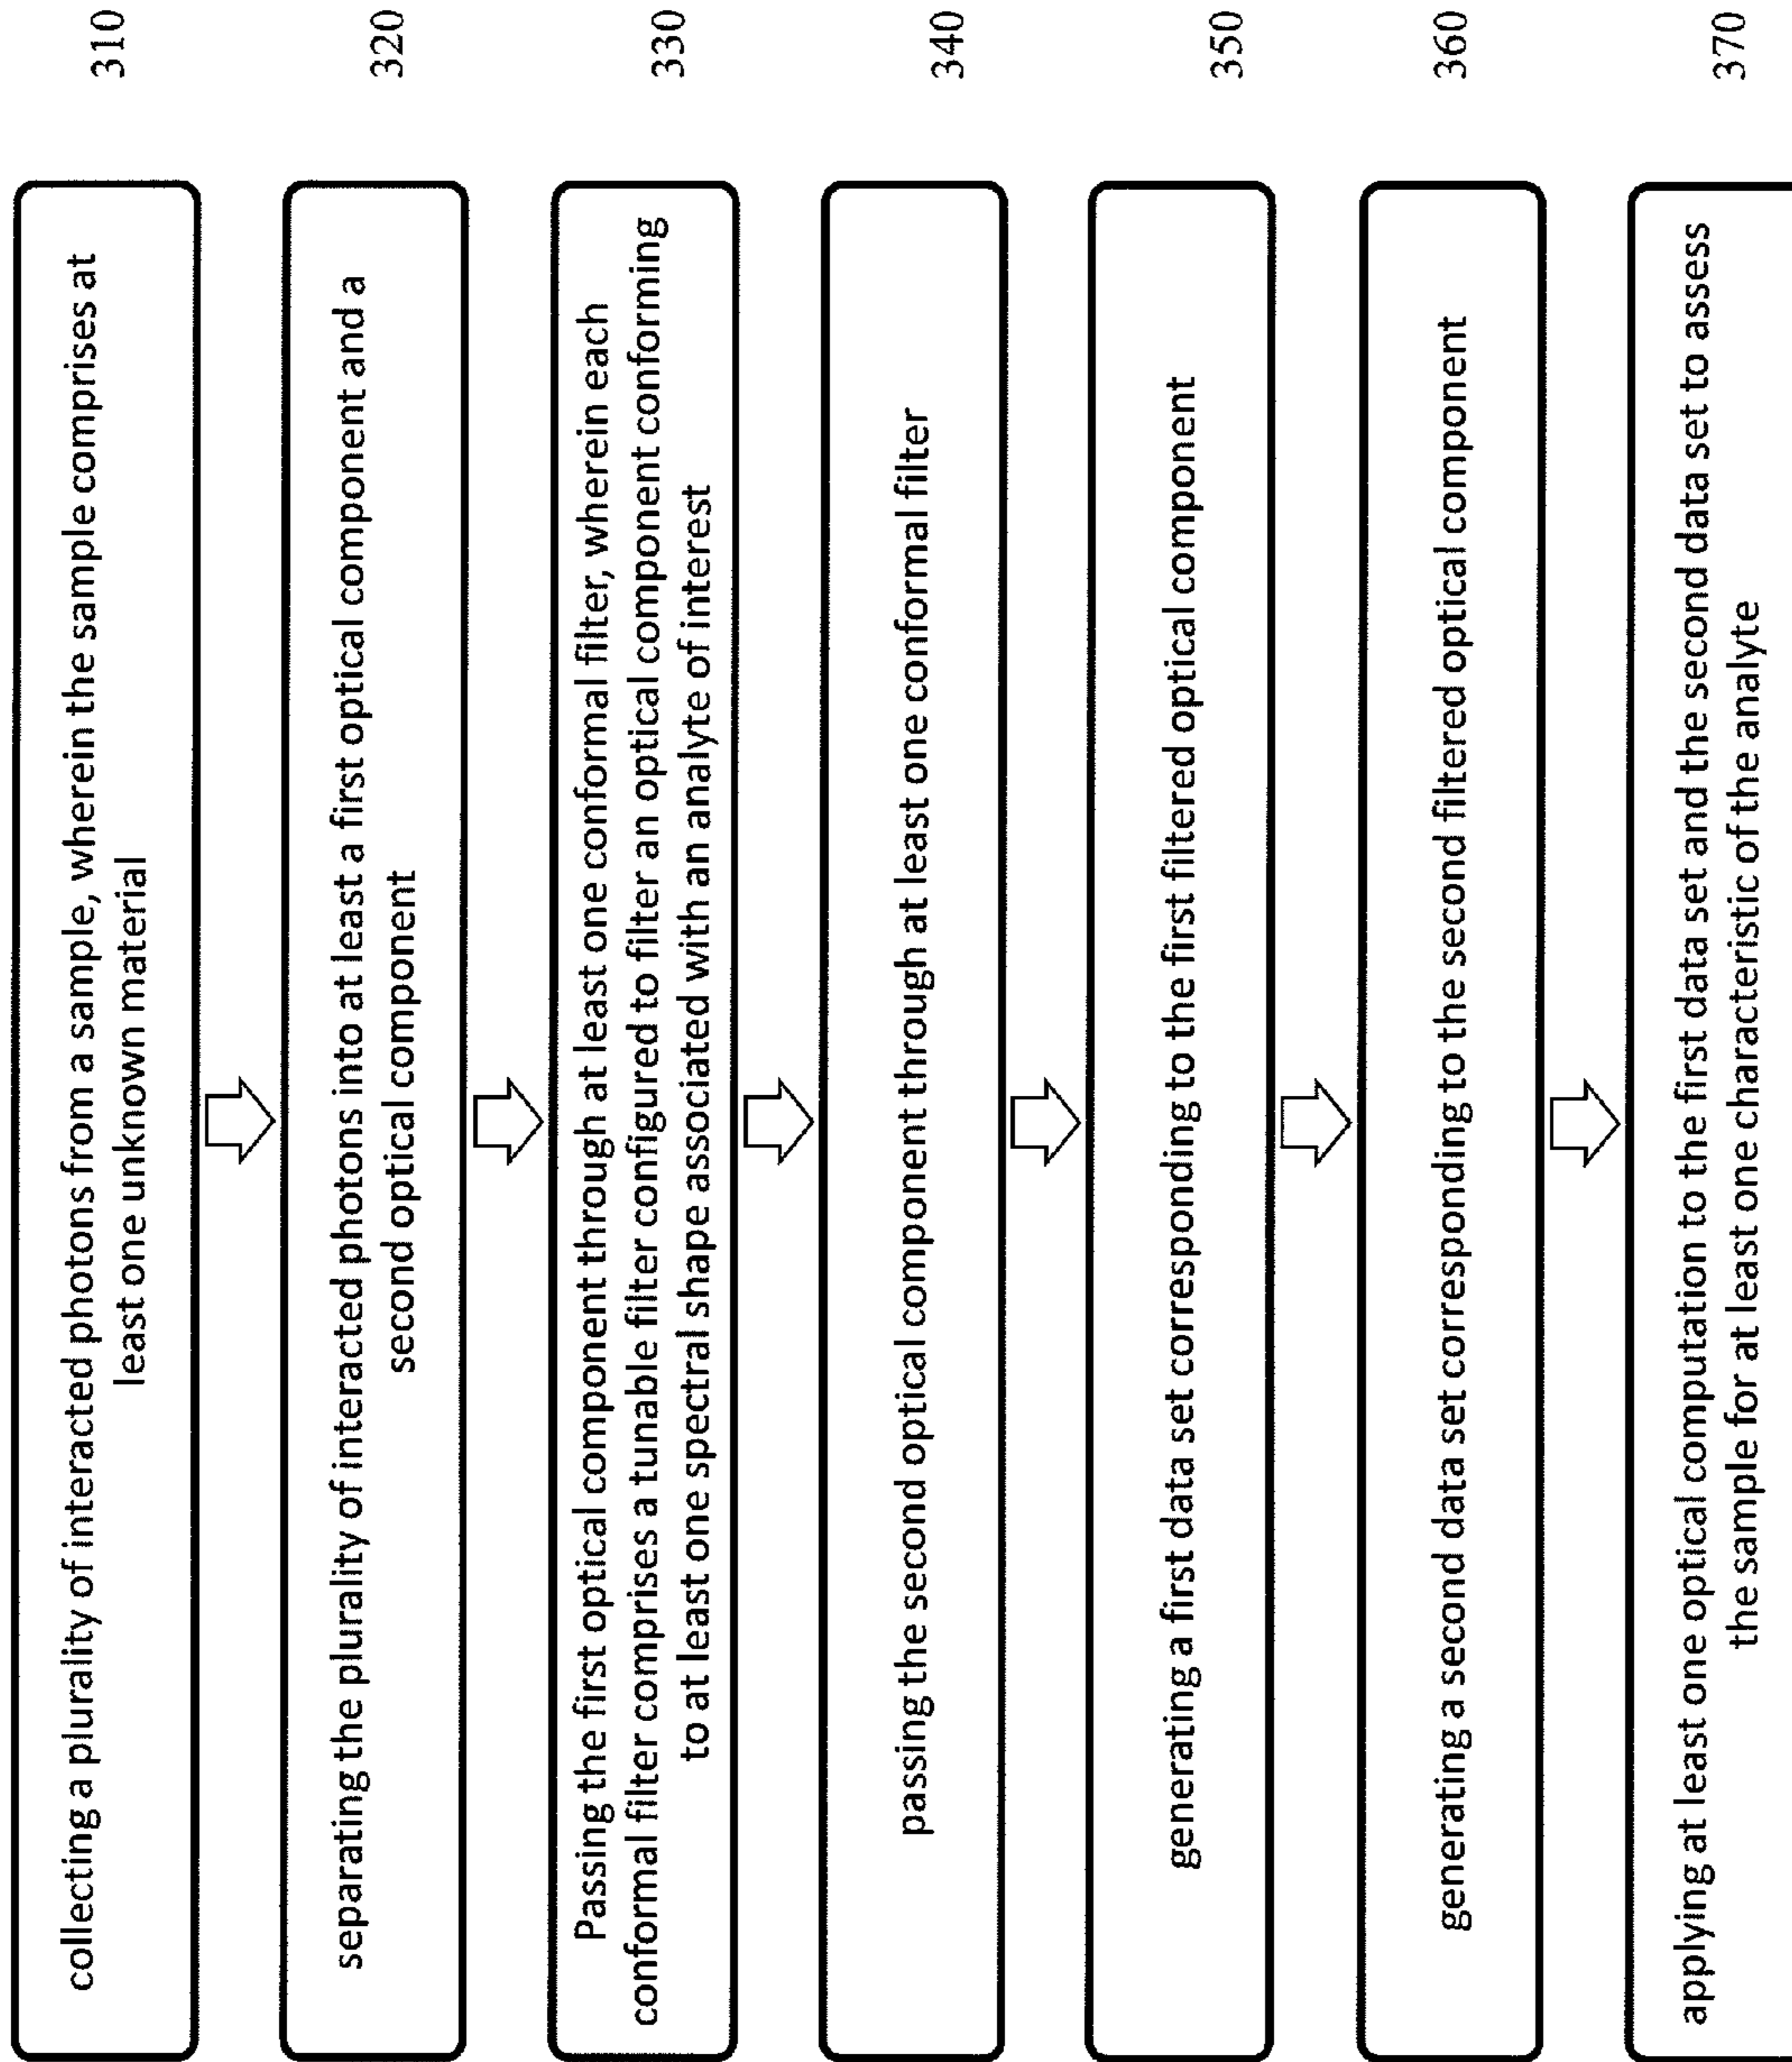 collecting a plurality of interacted photons from a sample, wherein the sample comprises at
least one unknown material
310
separating the plurality of interacted photons into at least a first optical component and a
second optical component
320
Passing the first optical component through at least one conformal filter, wherein each
conformal filter comprises a tunable filter configured to filter an optical component conforming
to at least one spectral shape associated with an analyte of interest
330
passing the second optical component through at least one conformal filter
340
generating a first data set corresponding to the first filtered optical component
350
generating a second data set corresponding to the second filtered optical component
360
applying at least one optical computation to the first data set and the second data set to assess
the sample for at least one characteristic of the analyte
370